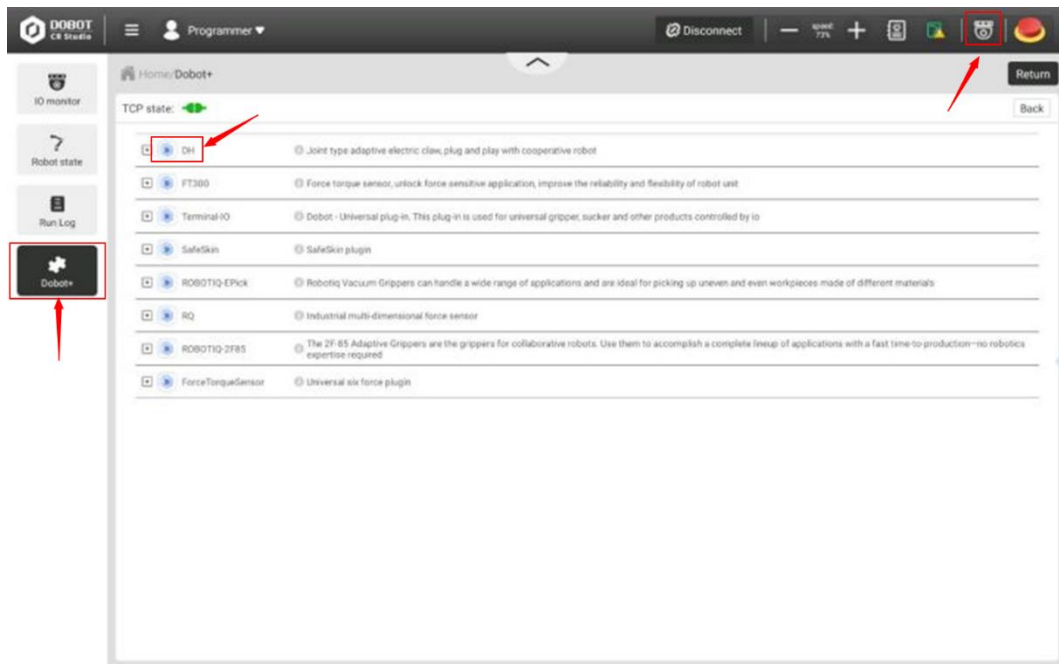 DOBOT
CR Studio
Programmer
Disconnect
speed:
73%
IO monitor
Home/Dobot+
Return
TCP state:
Back
DH
Joint type adaptive electric claw, plug and play with cooperative robot
Robot state
FT300
Force torque sensor, unlock force sensitive application, improve the reliability and flexibility of robot unit
Run Log
Terminal-IO
Dobot - Universal plug-in. This plug-in is used for universal gripper, sucker and other products controlled by io
SafeSkin
SafeSkin plugin
Dobot+
ROBOTIQ-EPick
Robotiq Vacuum Grippers can handle a wide range of applications and are ideal for picking up uneven and even workpieces made of different materials
RQ
Industrial multi-dimensional force sensor
ROBOTIQ-2F85
The 2F-85 Adaptive Grippers are the grippers for collaborative robots. Use them to accomplish a complete lineup of applications with a fast time-to-production—no robotics
expertise required
ForceTorqueSensor
Universal six force plugin